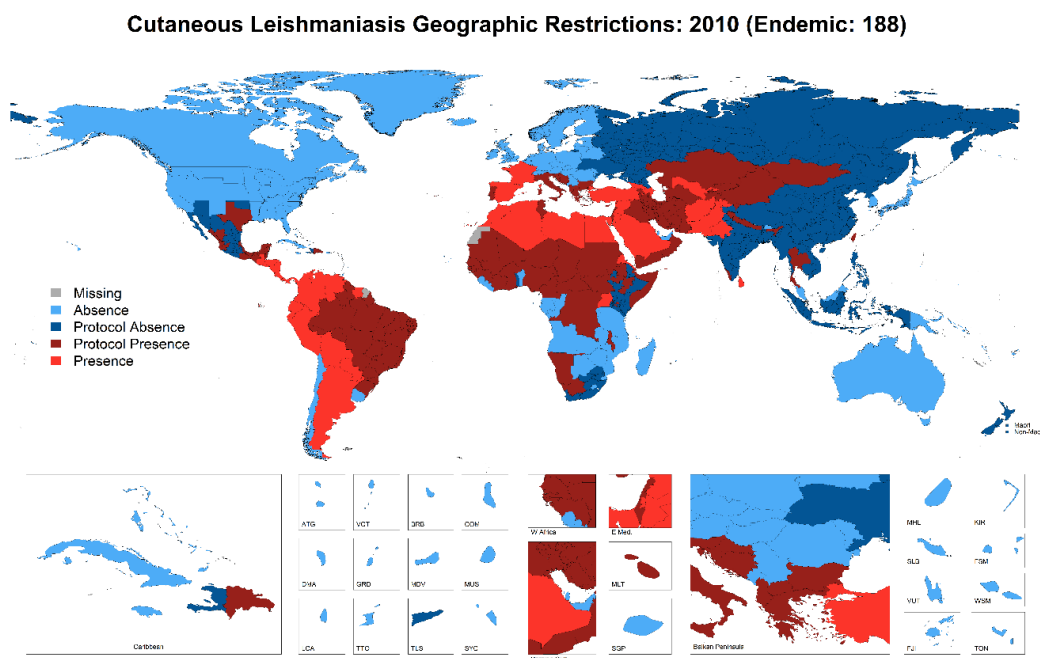 Cutaneous Leishmaniasis Geographic Restrictions: 2010 (Endemic: 188)
Missing
Absence
Protocol Absence
Protocol Presence
Presence
Maori
Caribbean
ATG
VCT
BRB
COM
DMA
GRD
MDV
MUS
LCA
TTO
TLS
SYC
W Africa
E Med.
MLT
SGP
Balkan Peninsula
MHL
KIR
SLB
FSM
VUT
WSM
FJI
TON